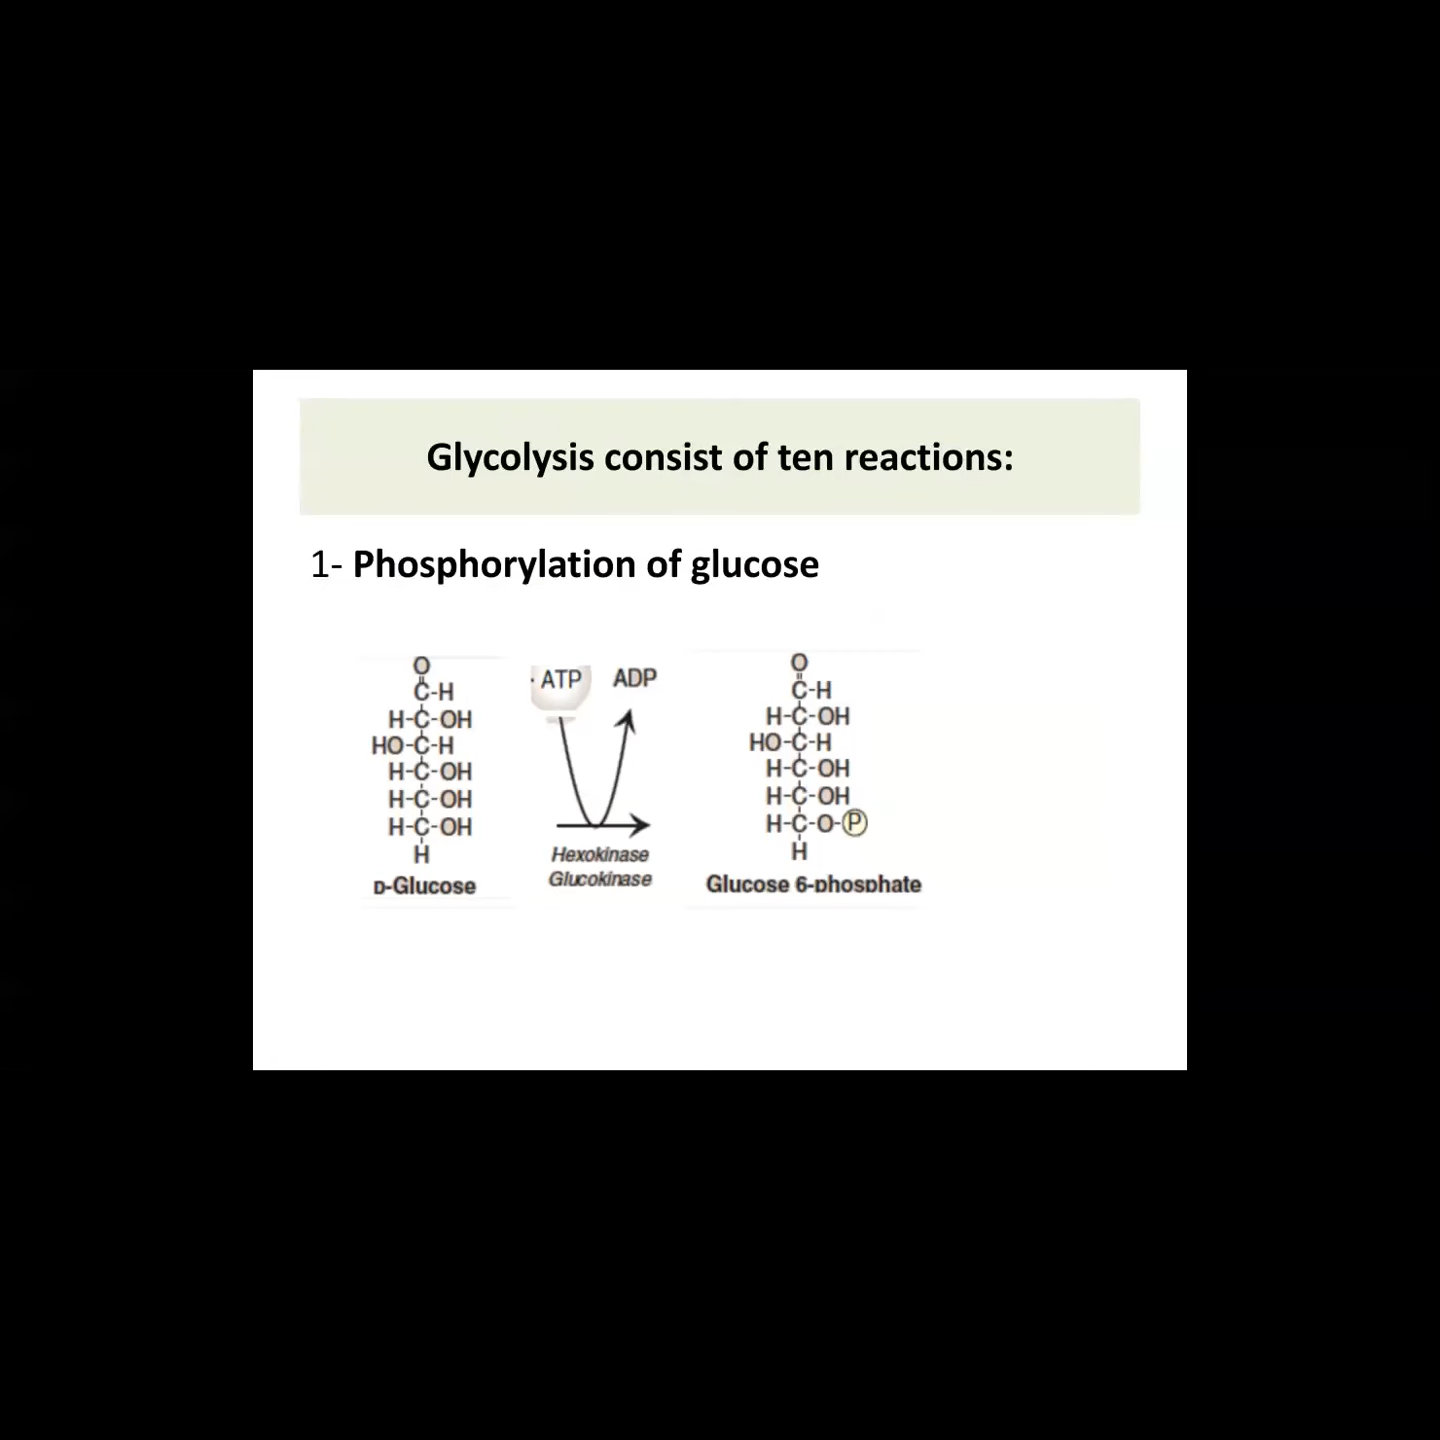 Glycolysis consist of ten reactions:
1- Phosphorylation of glucose
O
C-H
H-C-OH
HO-C-H
H-C-OH
H-C-OH
H-C-OH
H
D-Glucose
ATP ADP
Hexokinase
Glucokinase
O
C-H
H-C-OH
HO-C-H
H-C-OH
H-C-OH
H-C-O-P
H
Glucose 6-phosphate